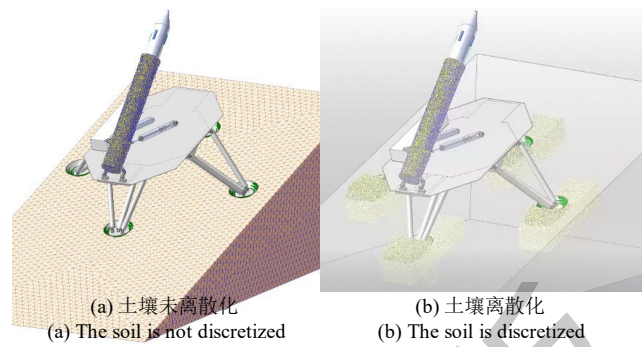 (a) 土壤未离散化
(a) The soil is not discretized
(b) 土壤离散化
(b) The soil is discretized